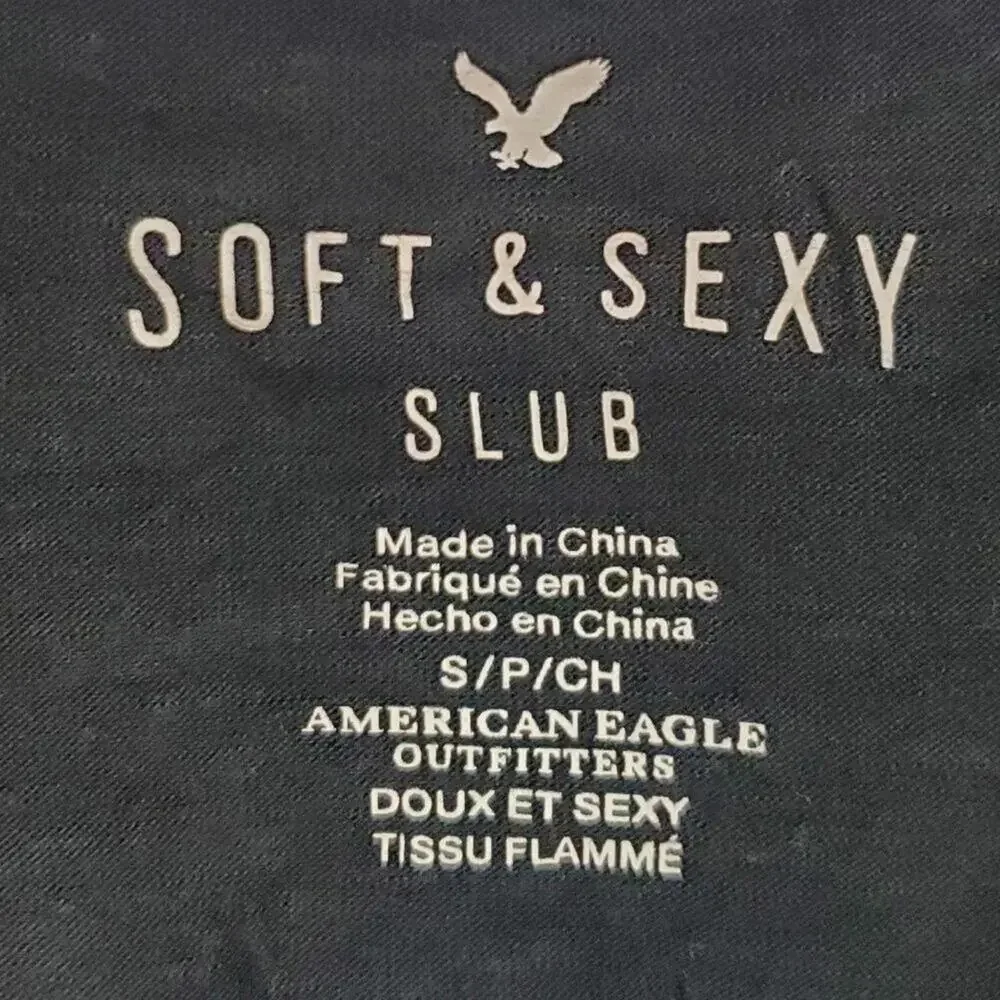 SOFT & SEXY
SLUB
Made in China
Fabriqué en Chine
Hecho en China
S/P/CH
AMERICAN EAGLE
OUTFITTERS
DOUX ET SEXY
TISSU FLAMMÉ